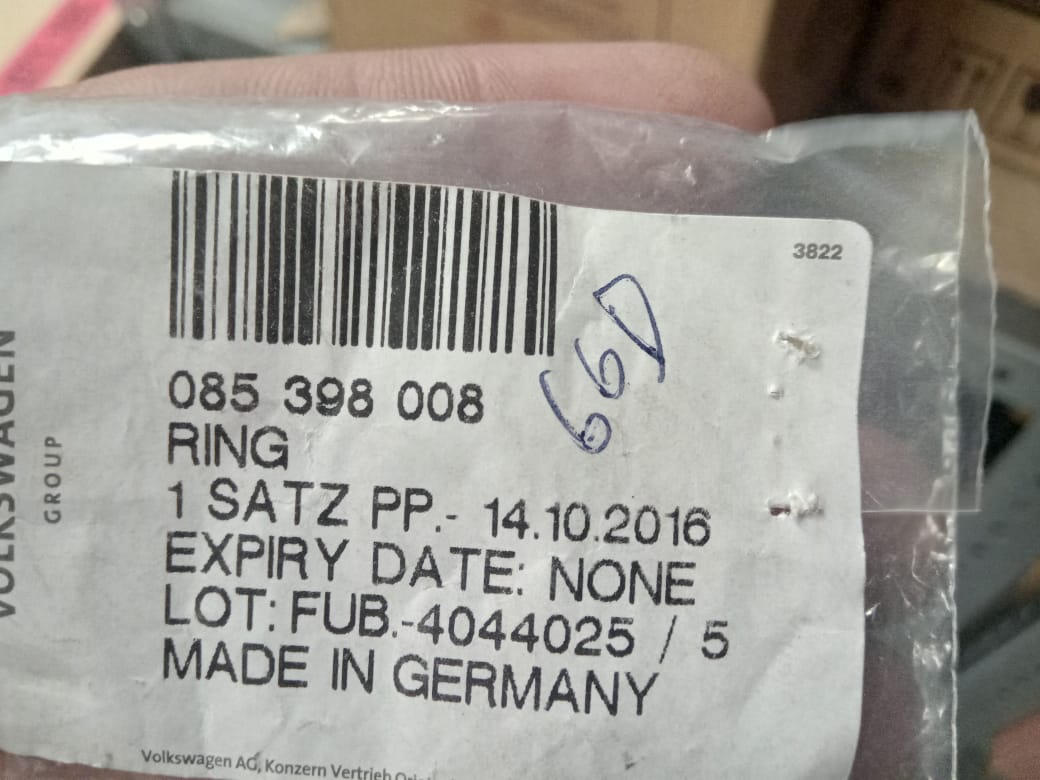 3822
66D
085 398 008
RING
1 SATZ PP.- 14.10.2016
EXPIRY DATE: NONE
LOT: FUB.-4044025 / 5
MADE IN GERMANY
VOLKSWAGEN
GROUP
Volkswagen AG, Konzern Vertrieb